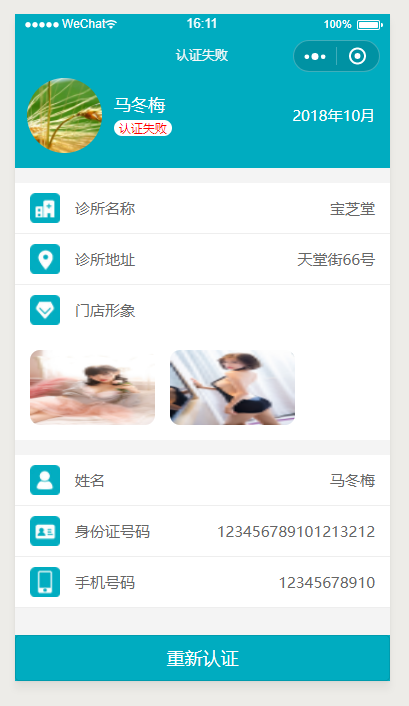 ●●●●● WeChat 16:11 100%
认证失败
马冬梅
认证失败
2018年10月
诊所名称 宝芝堂
诊所地址 天堂街66号
门店形象
姓名 马冬梅
身份证号码 123456789101213212
手机号码 12345678910
重新认证